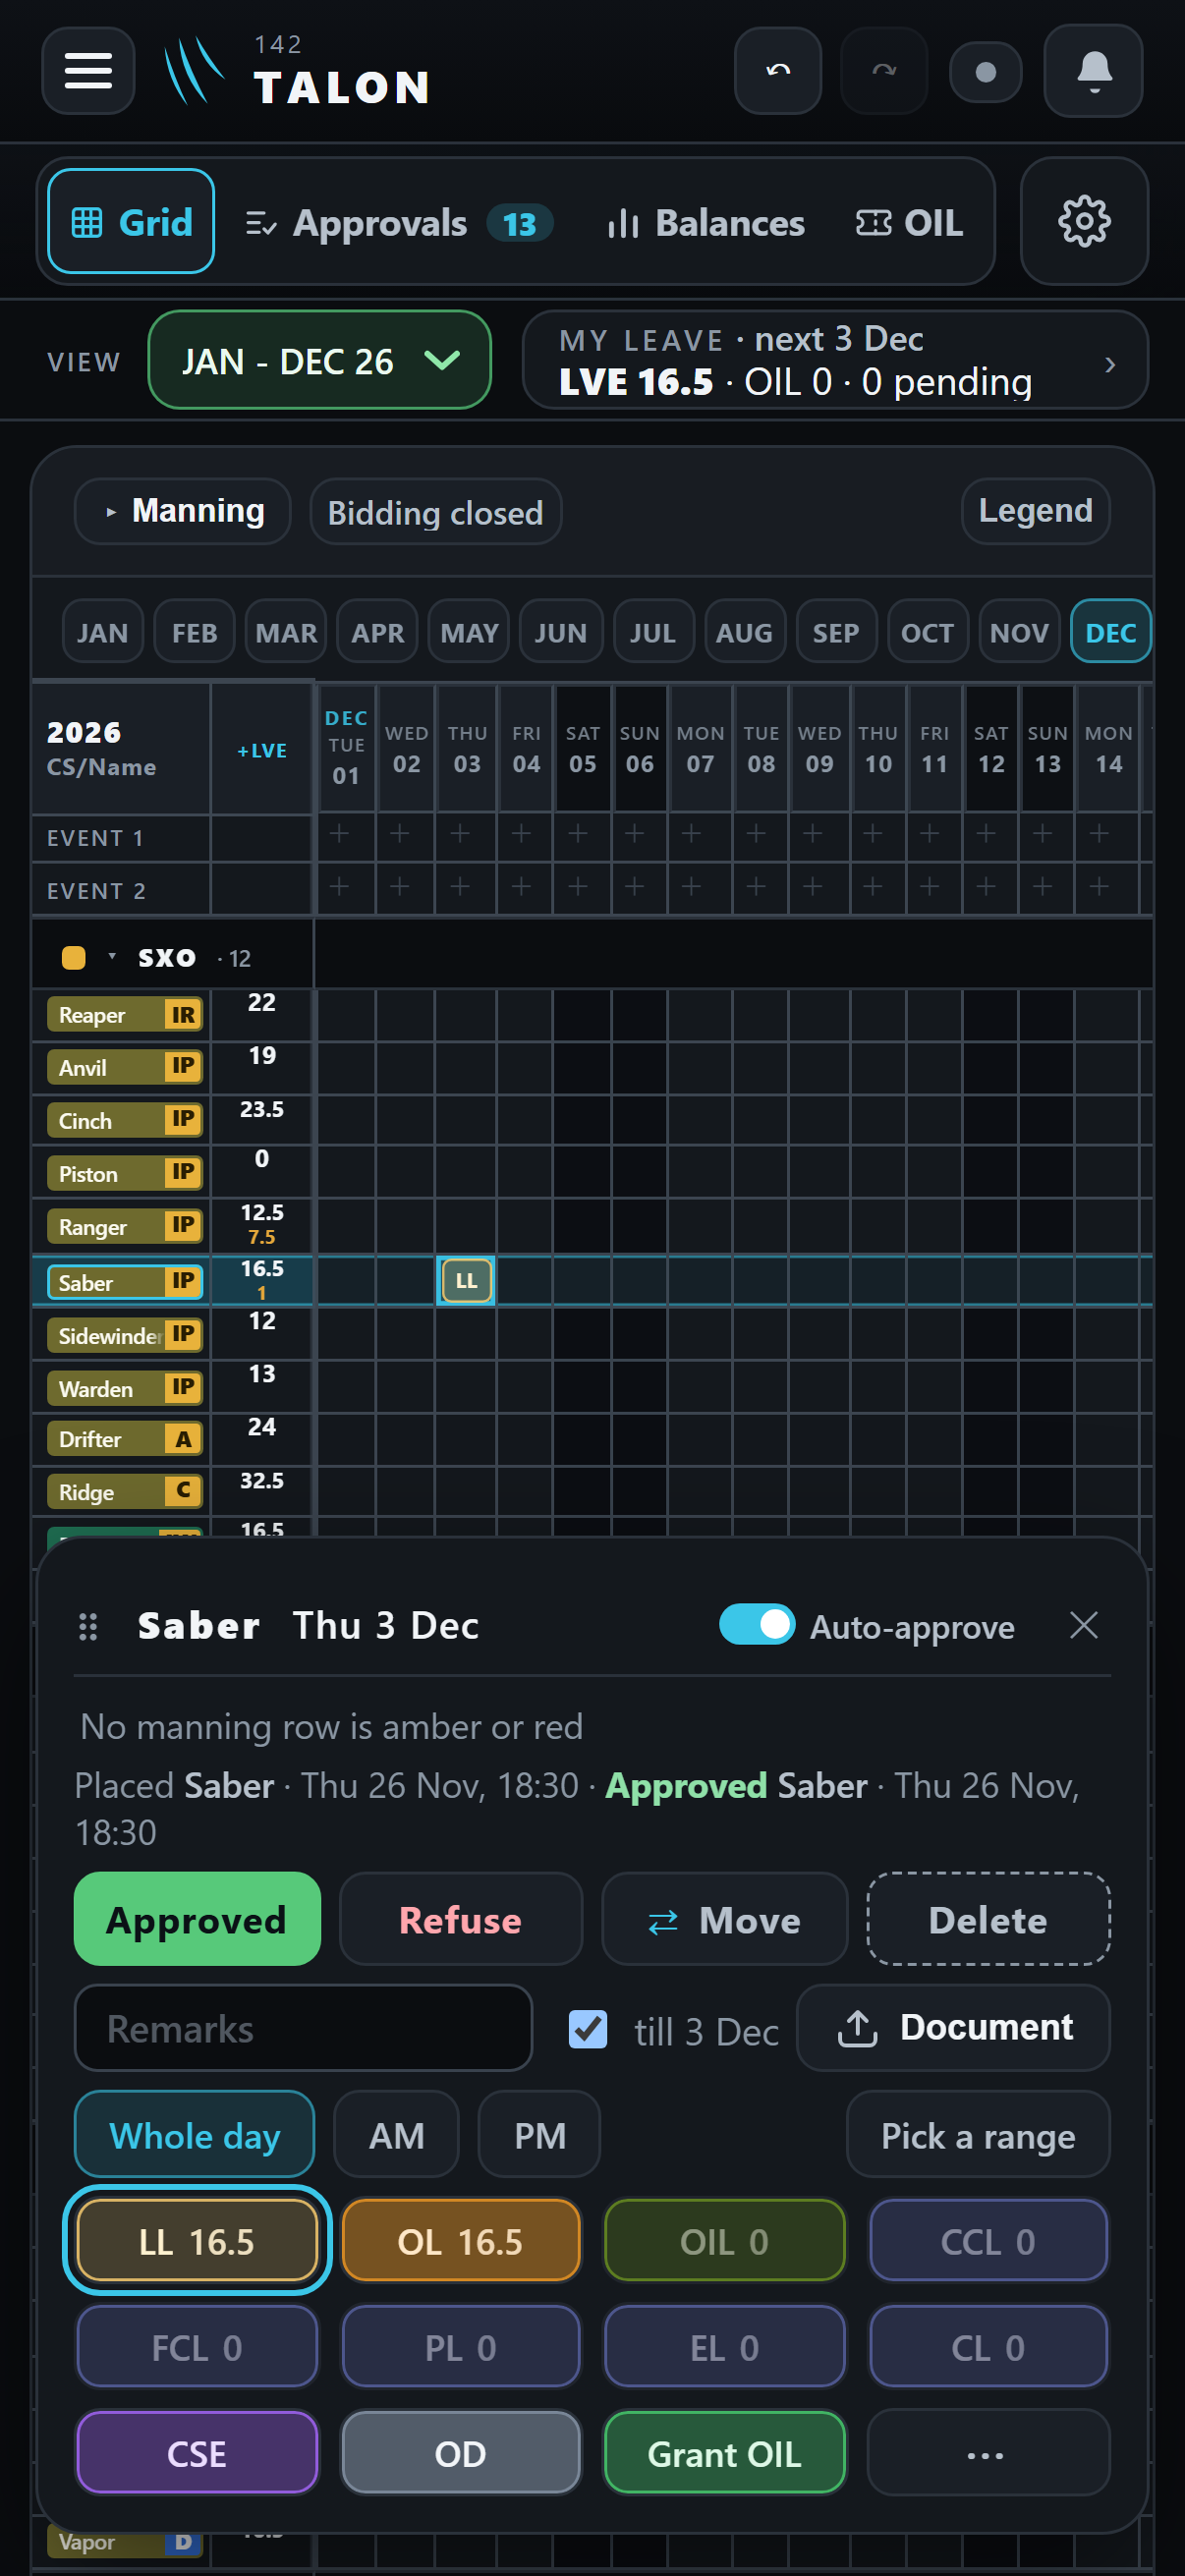 142
TALON
Grid Approvals 13 Balances OIL
VIEW JAN - DEC 26
MY LEAVE · next 3 Dec
LVE 16.5 · OIL 0 · 0 pending
Manning Bidding closed Legend
JAN FEB MAR APR MAY JUN JUL AUG SEP OCT NOV DEC
2026
CS/Name
+LVE
DEC
TUE WED THU FRI SAT SUN MON TUE WED THU FRI SAT SUN MON
01 02 03 04 05 06 07 08 09 10 11 12 13 14
EVENT 1 + + + + + + + + + + + + + +
EVENT 2 + + + + + + + + + + + + + +
SXO · 12
Reaper IR 22
Anvil IP 19
Cinch IP 23.5
Piston IP 0
Ranger IP 12.5
7.5
Saber IP 16.5 LL
1
Sidewinder IP 12
Warden IP 13
Drifter A 24
Ridge C 32.5
16.5
Saber Thu 3 Dec Auto-approve
No manning row is amber or red
Placed Saber · Thu 26 Nov, 18:30 · Approved Saber · Thu 26 Nov,
18:30
Approved Refuse Move Delete
Remarks till 3 Dec Document
Whole day AM PM Pick a range
LL 16.5 OL 16.5 OIL 0 CCL 0
FCL 0 PL 0 EL 0 CL 0
CSE OD Grant OIL ...
Vapor D